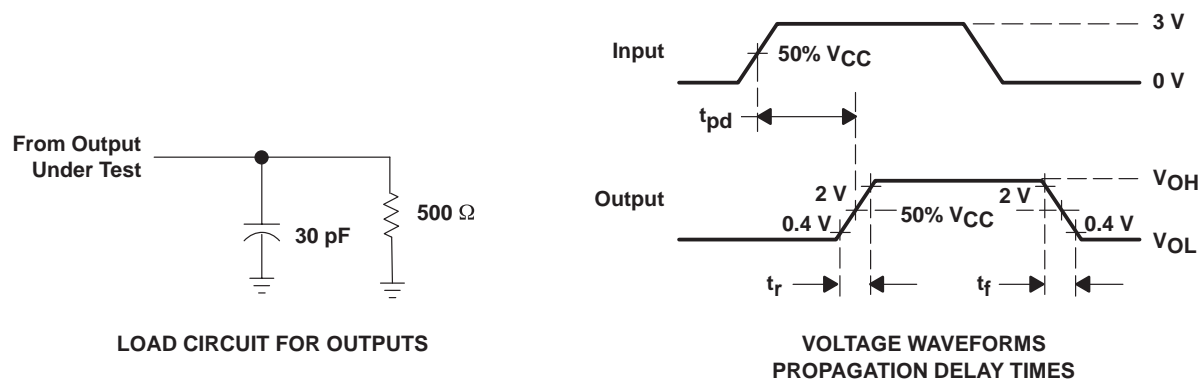 From Output
Under Test
30 pF
500 Ω
LOAD CIRCUIT FOR OUTPUTS
3 V
Input
50% VCC
0 V
tpd
VOH
2 V
2 V
Output
50% VCC
0.4 V
0.4 V
VOL
tr
tf
VOLTAGE WAVEFORMS
PROPAGATION DELAY TIMES